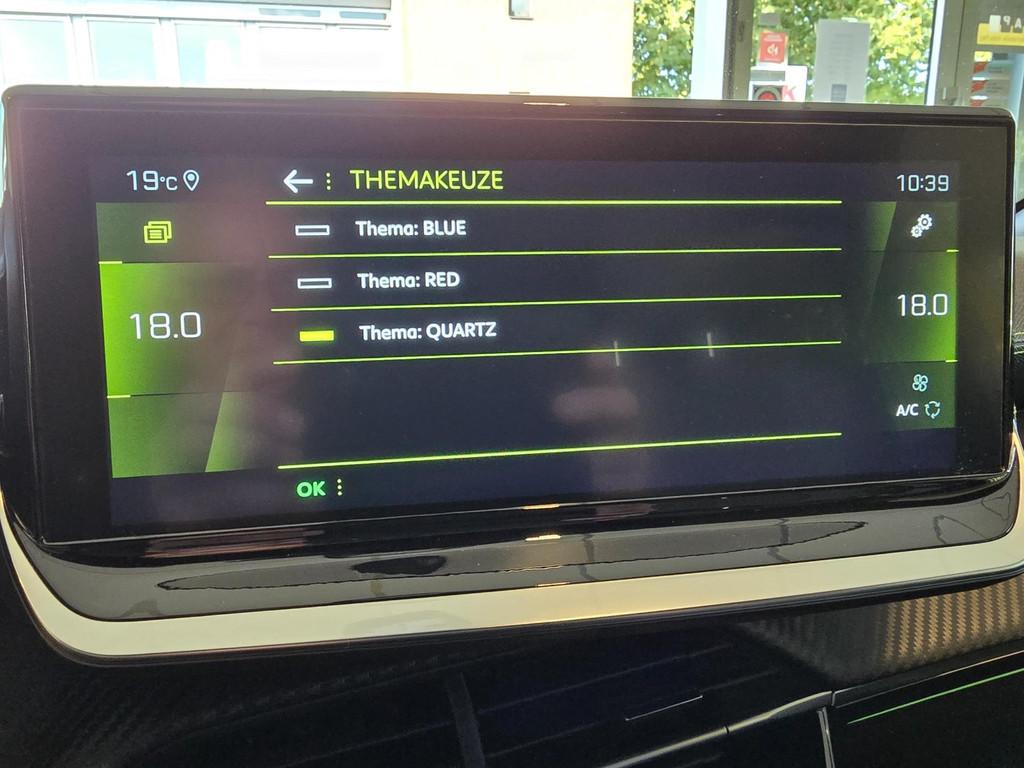 19°C
THEMAKEUZE
10:39
Thema: BLUE
Thema: RED
18.0
18.0
Thema: QUARTZ
A/C
OK